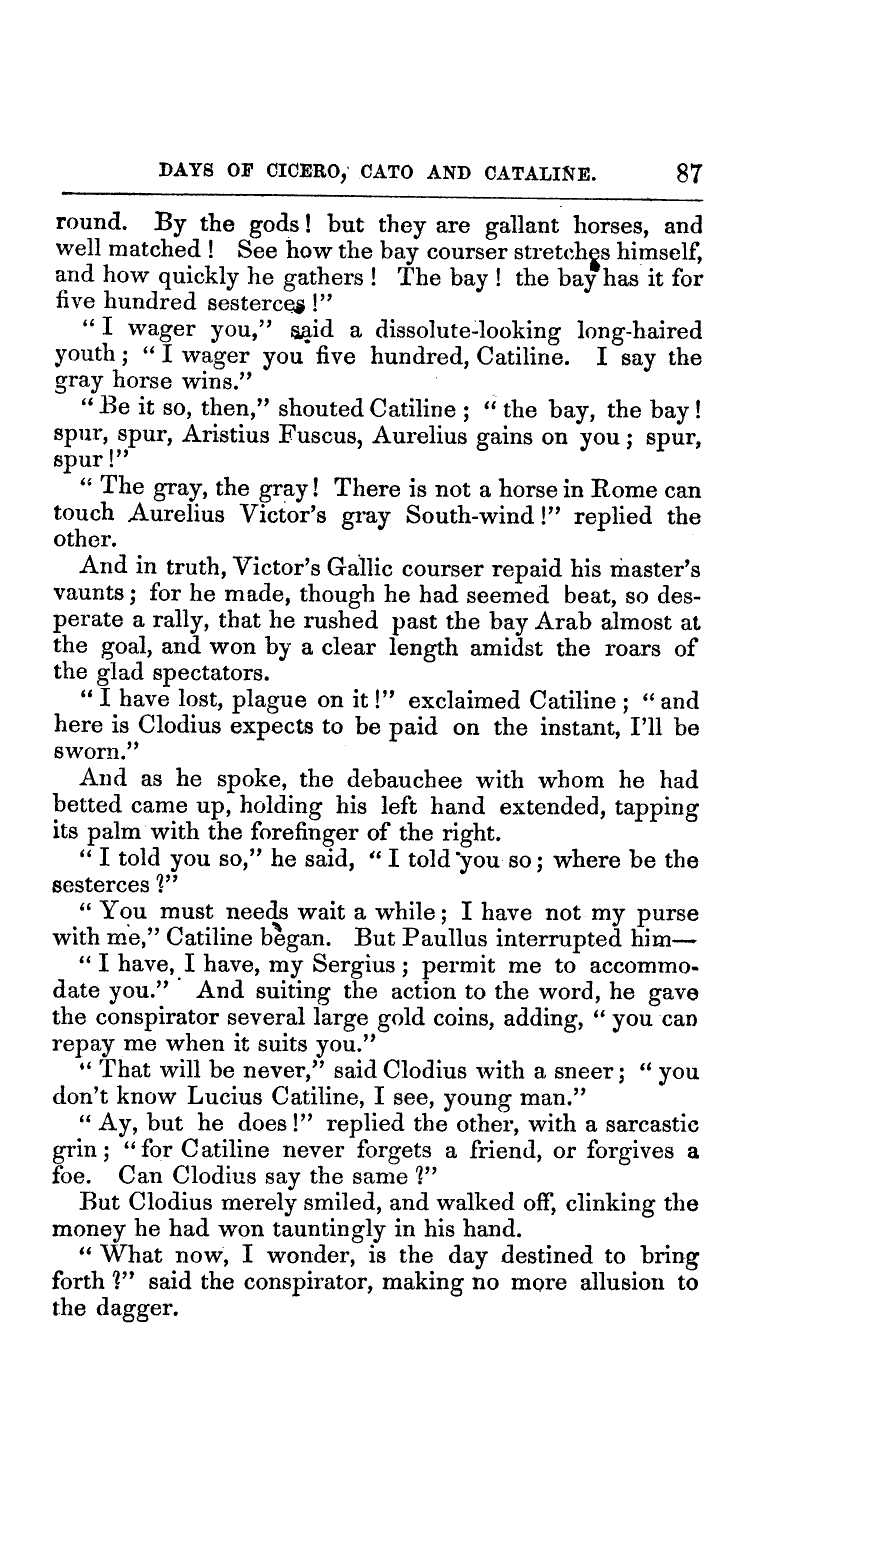 DAYS OF CICERO, CATO AND CATALINE. 87
round. By the gods! but they are gallant horses, and
well matched! See how the bay courser stretches himself,
and how quickly he gathers! The bay! the bay has it for
five hundred sesterces!”
“I wager you,” said a dissolute-looking long-haired
youth; “I wager you five hundred, Catiline. I say the
gray horse wins.”
“Be it so, then,” shouted Catiline; “the bay, the bay!
spur, spur, Aristius Fuscus, Aurelius gains on you; spur,
spur!”
“The gray, the gray! There is not a horse in Rome can
touch Aurelius Victor's gray South-wind!” replied the
other.
And in truth, Victor's Gallic courser repaid his master's
vaunts; for he made, though he had seemed beat, so des-
perate a rally, that he rushed past the bay Arab almost at
the goal, and won by a clear length amidst the roars of
the glad spectators.
“I have lost, plague on it!” exclaimed Catiline; “and
here is Clodius expects to be paid on the instant, I'll be
sworn.”
And as he spoke, the debauchee with whom he had
betted came up, holding his left hand extended, tapping
its palm with the forefinger of the right.
“I told you so,” he said, “I told you so; where be the
sesterces?”
“You must needs wait a while; I have not my purse
with me,” Catiline began. But Paullus interrupted him—
“I have, I have, my Sergius; permit me to accommo-
date you.” And suiting the action to the word, he gave
the conspirator several large gold coins, adding, “you can
repay me when it suits you.”
“That will be never,” said Clodius with a sneer; “you
don't know Lucius Catiline, I see, young man.”
“Ay, but he does!” replied the other, with a sarcastic
grin; “for Catiline never forgets a friend, or forgives a
foe. Can Clodius say the same?”
But Clodius merely smiled, and walked off, clinking the
money he had won tauntingly in his hand.
“What now, I wonder, is the day destined to bring
forth?” said the conspirator, making no more allusion to
the dagger.